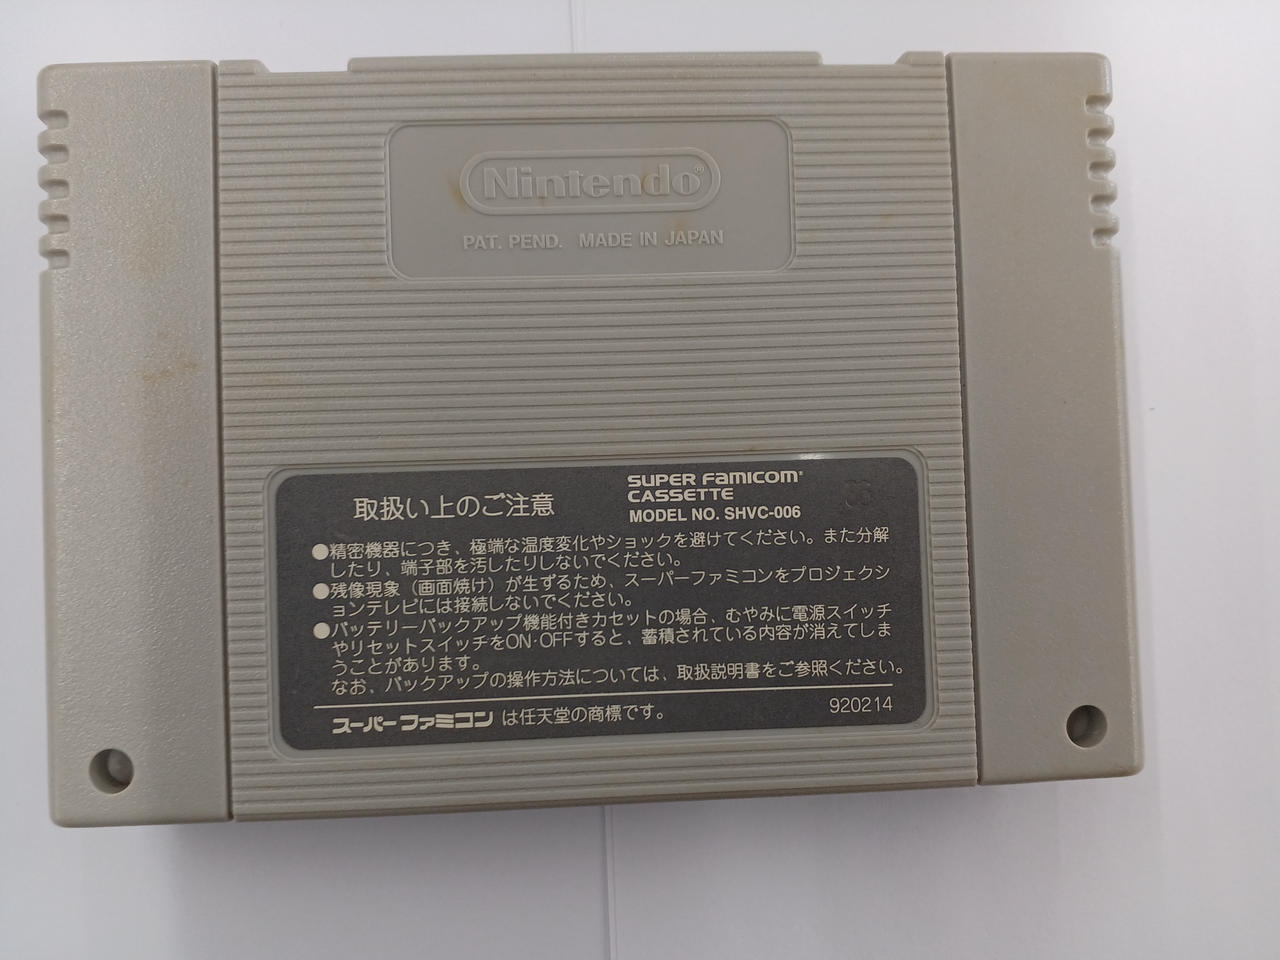 Nintendo®
PAT. PEND. MADE IN JAPAN
取扱い上のご注意
SUPER FAMICOM®
CASSETTE
MODEL NO. SHVC-006
●精密機器につき、極端な温度変化やショックを避けてください。また分解
したり、端子部を汚したりしないでください。
●残像現象（画面焼け）が生ずるため、スーパーファミコンをプロジェクシ
ョンテレビには接続しないでください。
●バッテリーバックアップ機能付きカセットの場合、むやみに電源スイッチ
やリセットスイッチをON·OFFすると、蓄積されている内容が消えてしま
うことがあります。
なお、バックアップの操作方法については、取扱説明書をご参照ください。
スーパーファミコン は任天堂の商標です。
920214